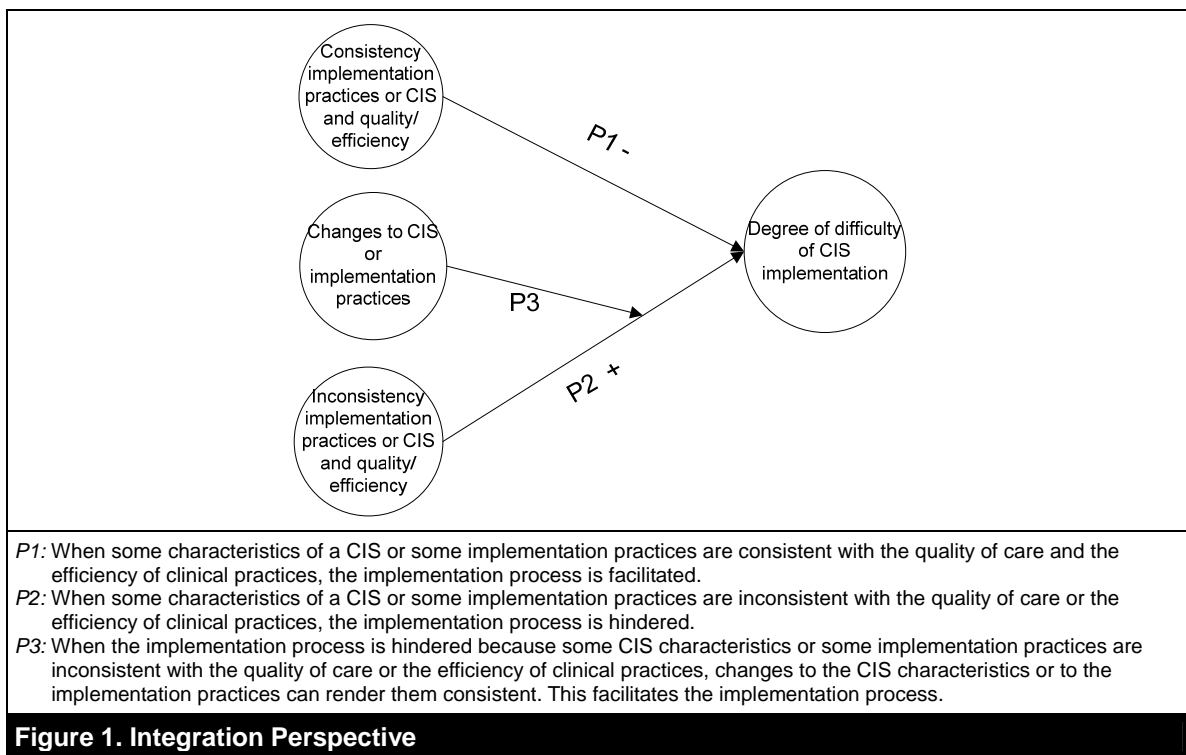 Consistency
implementation
practices or CIS
and quality/
efficiency
P1 -
Changes to CIS
or
implementation
practices
P3
Degree of difficulty
of CIS
implementation
P2 +
Inconsistency
implementation
practices or CIS
and quality/
efficiency
P1: When some characteristics of a CIS or some implementation practices are consistent with the quality of care and the
efficiency of clinical practices, the implementation process is facilitated.
P2: When some characteristics of a CIS or some implementation practices are inconsistent with the quality of care or the
efficiency of clinical practices, the implementation process is hindered.
P3: When the implementation process is hindered because some CIS characteristics or some implementation practices are
inconsistent with the quality of care or the efficiency of clinical practices, changes to the CIS characteristics or to the
implementation practices can render them consistent. This facilitates the implementation process.
Figure 1. Integration Perspective